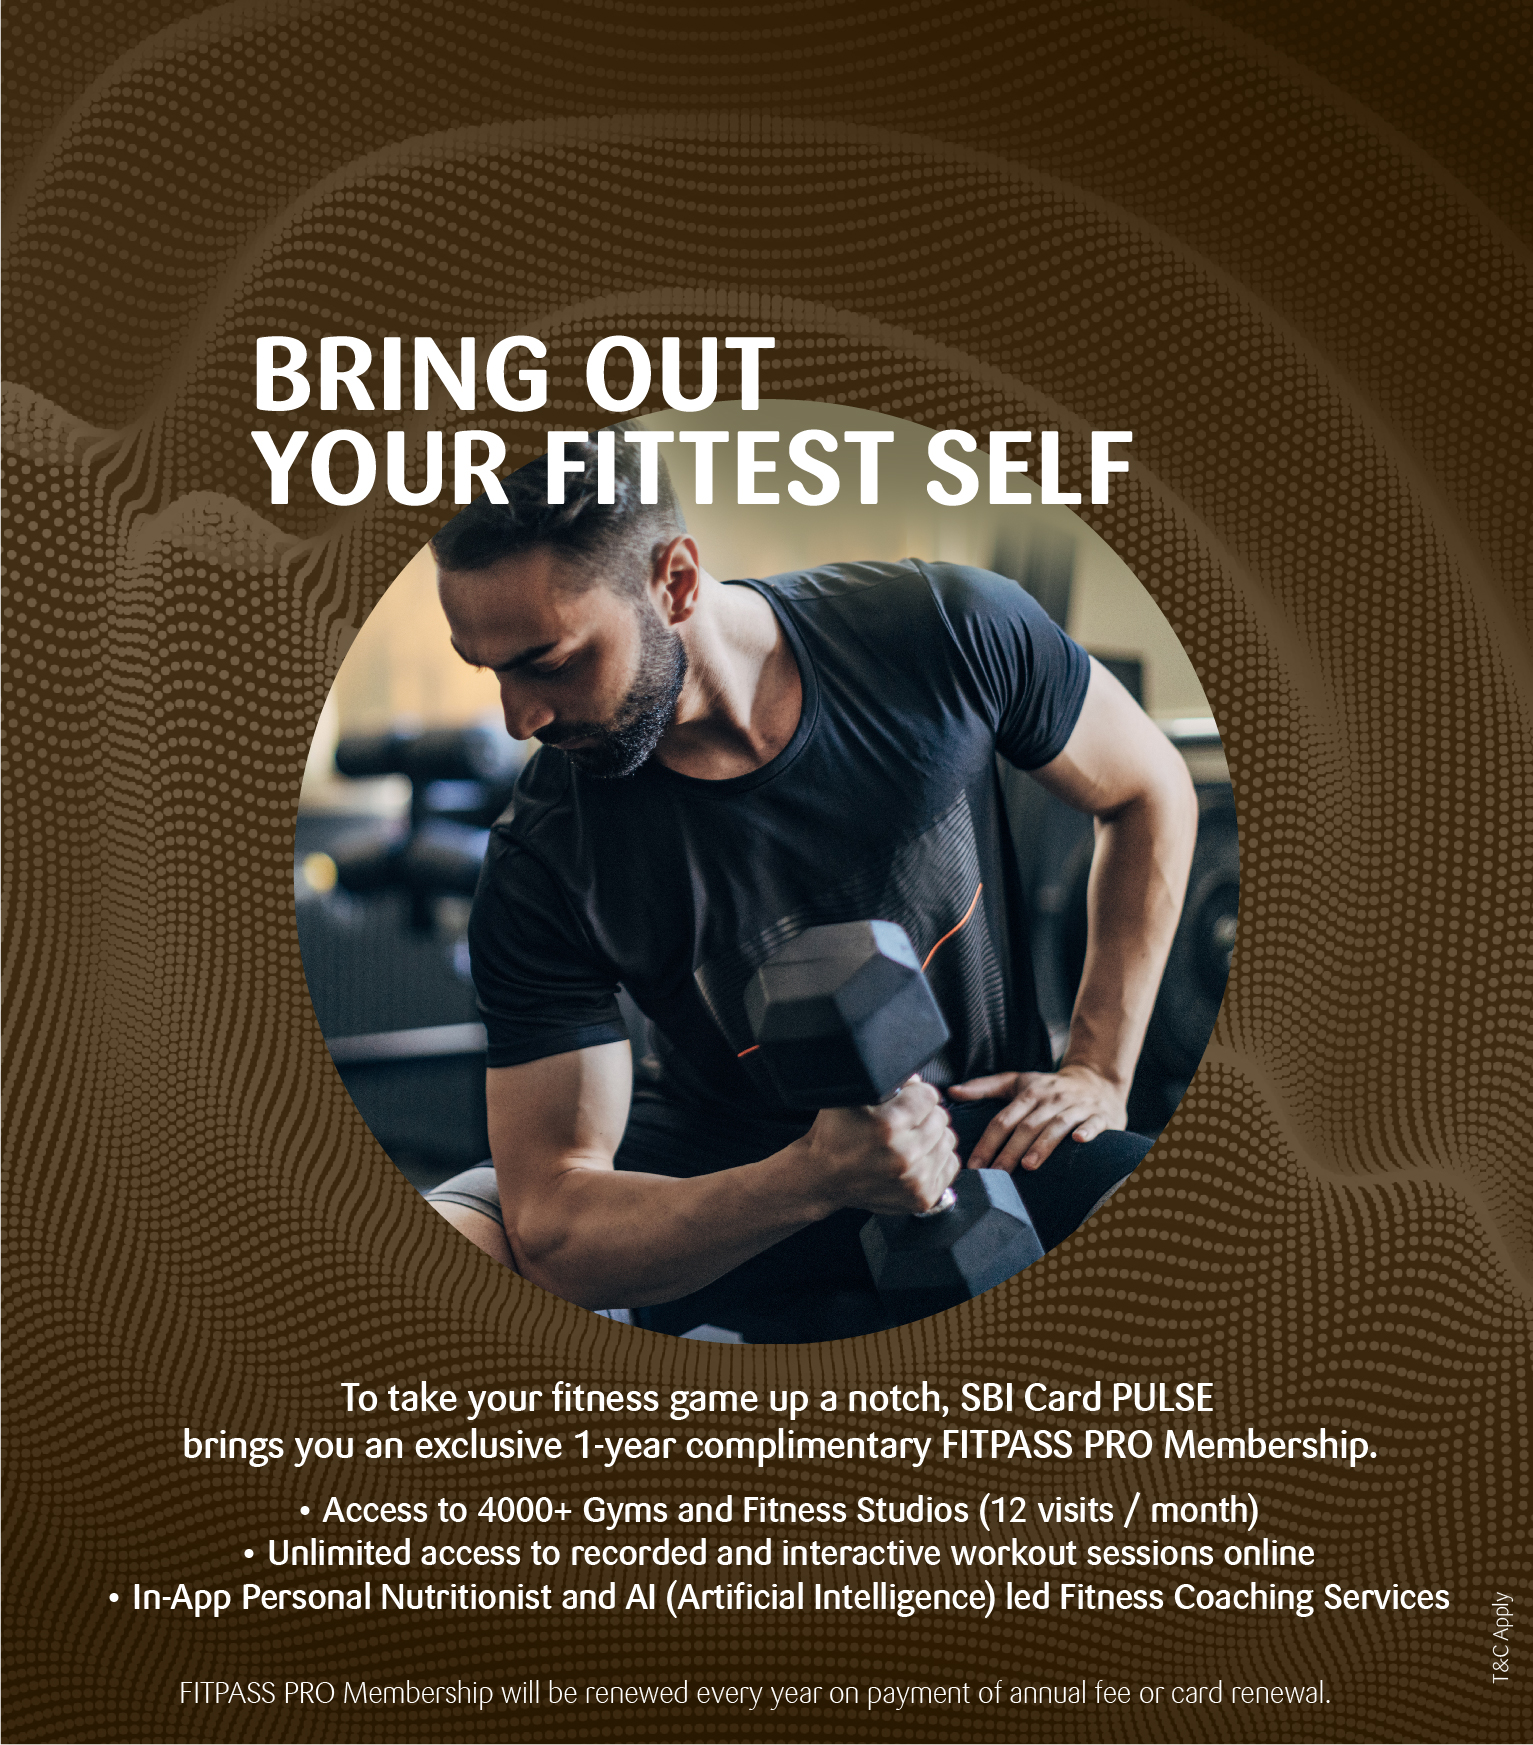 BRING OUT
YOUR FITTEST SELF
To take your fitness game up a notch, SBI Card PULSE
brings you an exclusive 1-year complimentary FITPASS PRO Membership.
• Access to 4000+ Gyms and Fitness Studios (12 visits / month)
• Unlimited access to recorded and interactive workout sessions online
• In-App Personal Nutritionist and AI (Artificial Intelligence) led Fitness Coaching Services
T&C Apply
FITPASS PRO Membership will be renewed every year on payment of annual fee or card renewal.